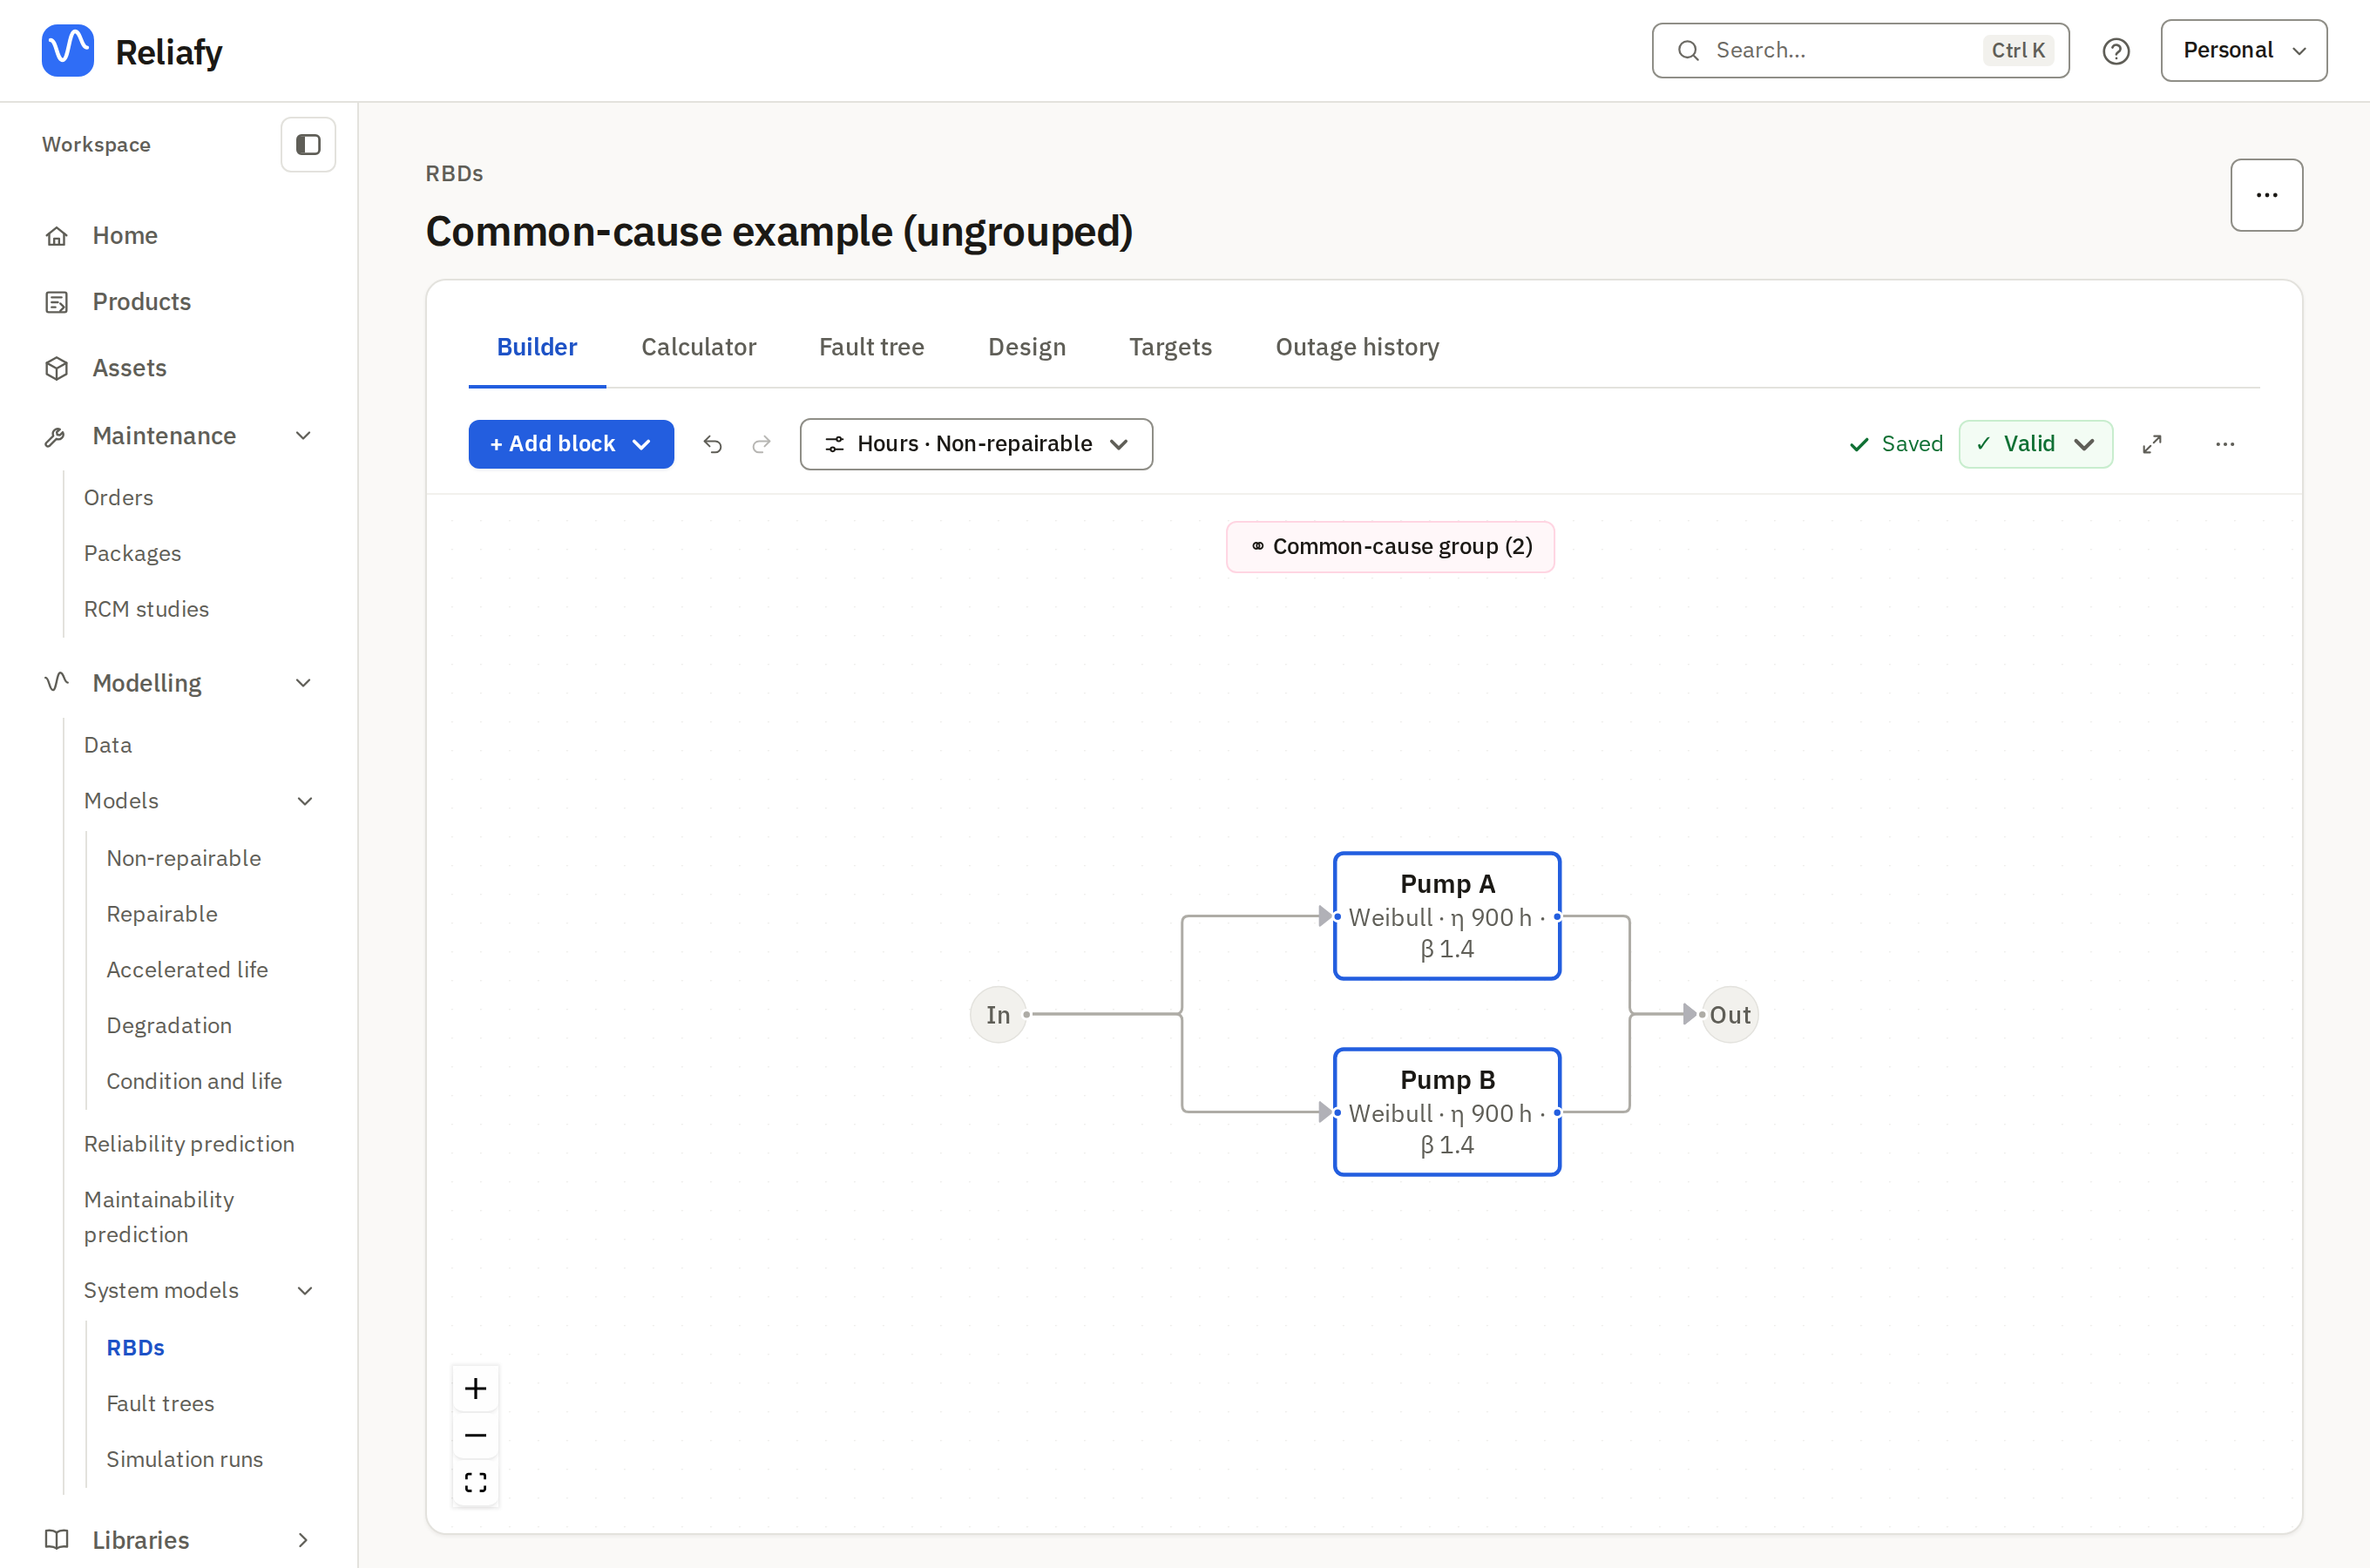 Reliafy
Search...
Ctrl K
Personal
Workspace
Home
Products
Assets
Maintenance
Orders
Packages
RCM studies
Modelling
Data
Models
Non-repairable
Repairable
Accelerated life
Degradation
Condition and life
Reliability prediction
Maintainability
prediction
System models
RBDs
Fault trees
Simulation runs
Libraries
RBDs
Common-cause example (ungrouped)
Builder
Calculator
Fault tree
Design
Targets
Outage history
+ Add block
Hours · Non-repairable
Saved
✓ Valid
Common-cause group (2)
Pump A
Weibull · η 900 h ·
β 1.4
In
Out
Pump B
Weibull · η 900 h ·
β 1.4